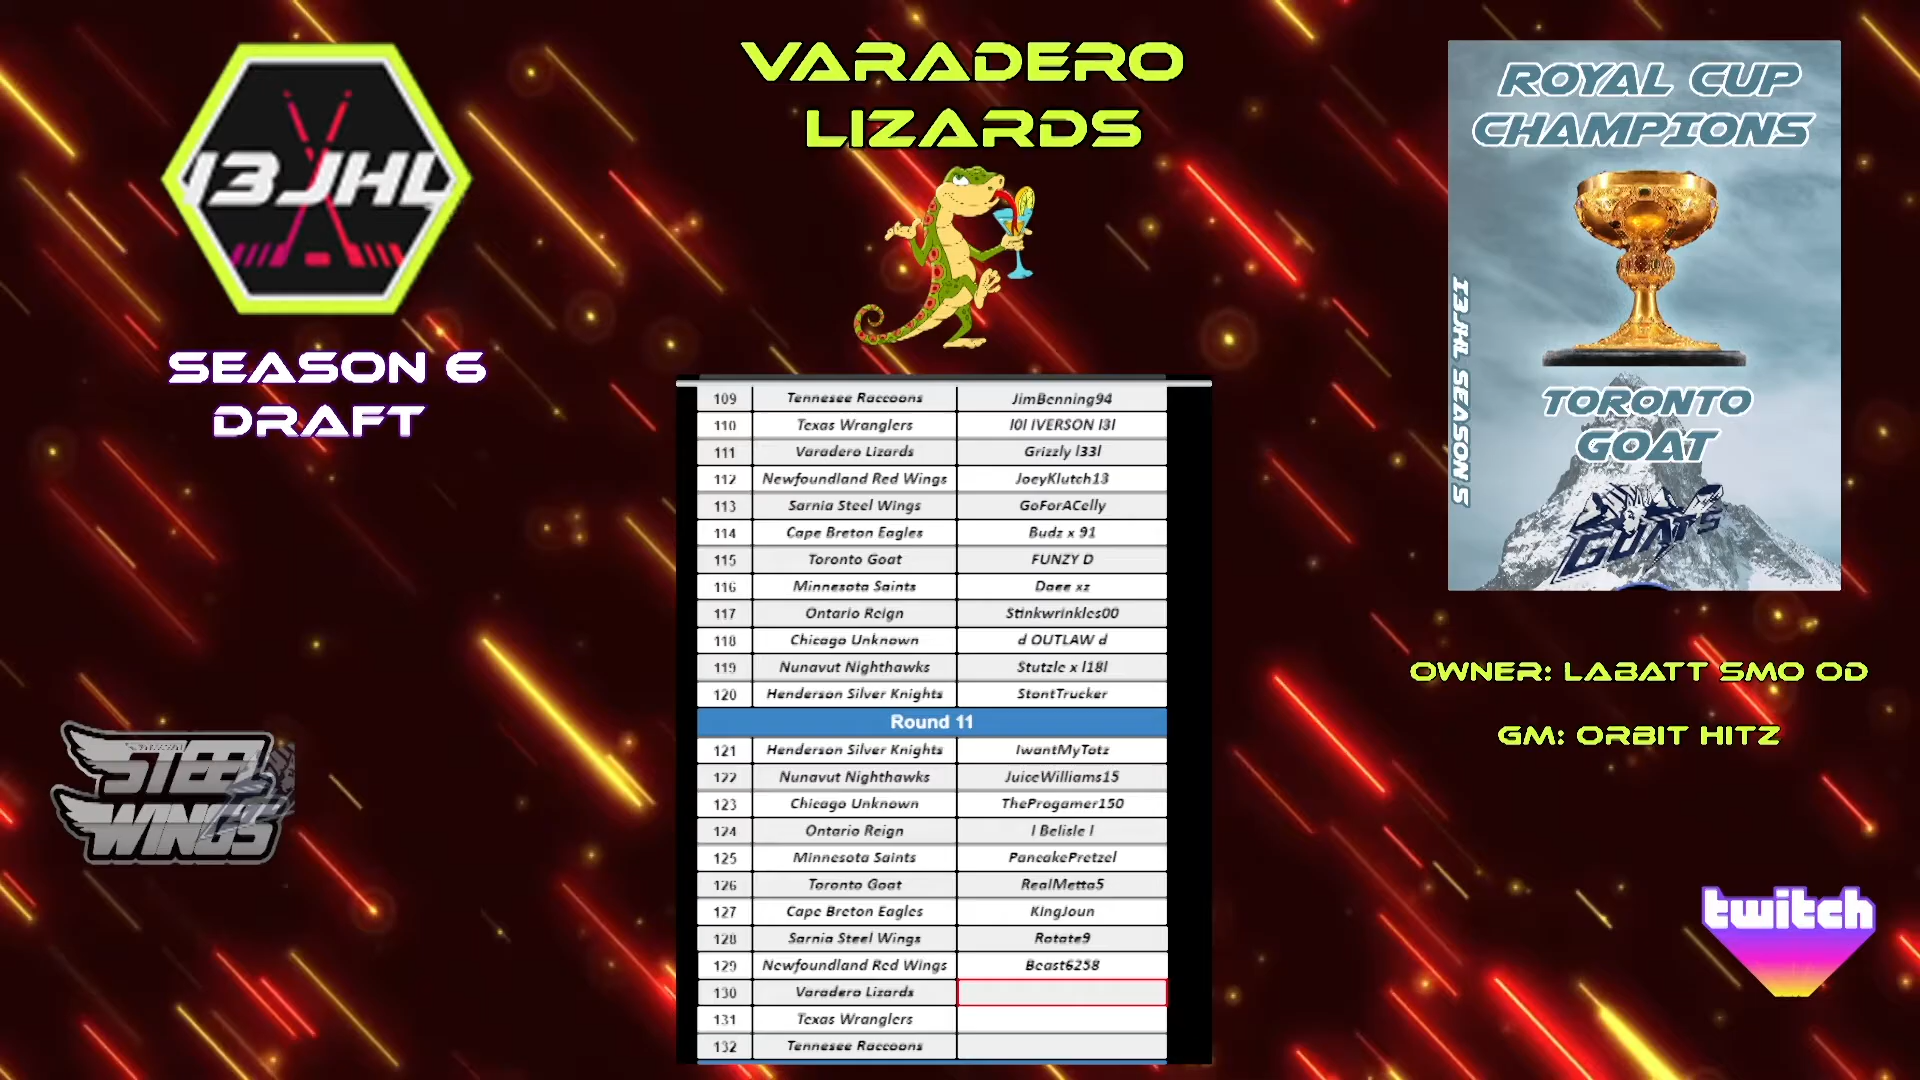 I3 JHL
SEASON 6
DRAFT
VARADERO
LIZARDS
ROYAL CUP
CHAMPIONS
I3JHL SEASON 5
TORONTO
GOAT
GOATS
OWNER: LABATT SMO OD
GM: ORBIT HITZ
STEEL
WINGS
twitch
109 Tennesee Raccoons JimBenning94
110 Texas Wranglers l0l IVERSON l3l
111 Varadero Lizards Grizzly l33l
112 Newfoundland Red Wings JoeyKlutch13
113 Sarnia Steel Wings GoForACelly
114 Cape Breton Eagles Budz x 91
115 Toronto Goat FUNZY D
116 Minnesota Saints Daee xz
117 Ontario Reign Stinkwrinkles00
118 Chicago Unknown d OUTLAW d
119 Nunavut Nighthawks Stutzle x l18l
120 Henderson Silver Knights StontTrucker
Round 11
121 Henderson Silver Knights IwantMyTotz
122 Nunavut Nighthawks JuiceWilliams15
123 Chicago Unknown TheProgamer150
124 Ontario Reign l Belisle l
125 Minnesota Saints PancakePretzel
126 Toronto Goat RealMetta5
127 Cape Breton Eagles KIngJoun
128 Sarnia Steel Wings Rotate9
129 Newfoundland Red Wings Beast6258
130 Varadero Lizards
131 Texas Wranglers
132 Tennesee Raccoons